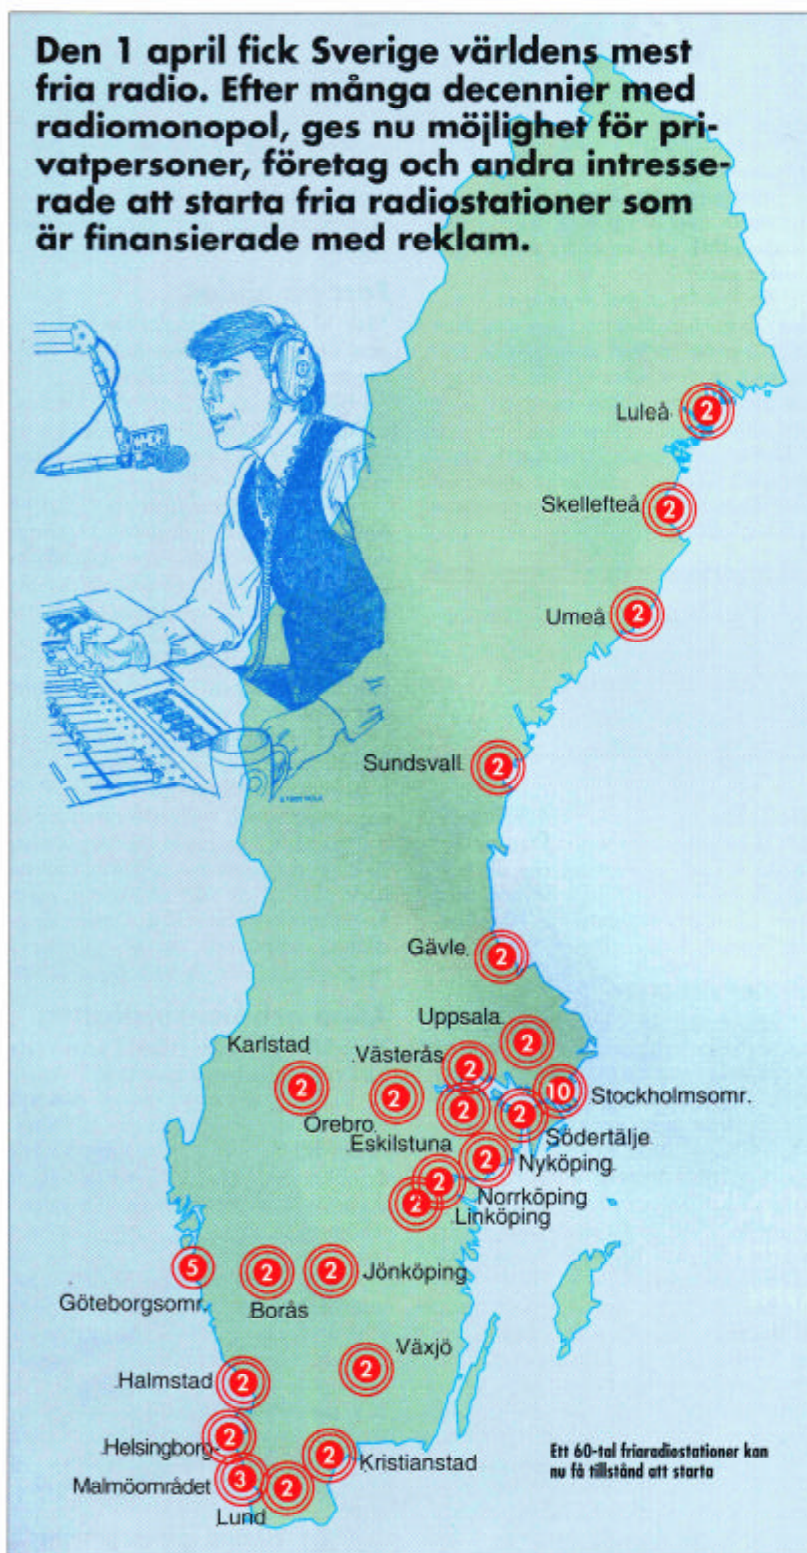 Den 1 april fick Sverige världens mest
fria radio. Efter många decennier med
radiomonopol, ges nu möjlighet för pri-
vatpersoner, företag och andra intresse-
rade att starta fria radiostationer som
är finansierade med reklam.
Luleå 2
Skellefteå 2
Umeå 2
Sundsvall 2
Gävle 2
Uppsala 2
Karlstad 2
Västerås 2
Örebro 2
Stockholmsomr. 10
Eskilstuna 2
Södertälje 2
Nyköping 2
Norrköping 2
Linköping 2
Göteborgsomr. 5
Borås 2
Jönköping 2
Växjö 2
Halmstad 2
Helsingborg 2
Kristianstad 2
Malmöområdet 3
Lund 2
Ett 60-tal friaradiostationer kan
nu få tillstånd att starta